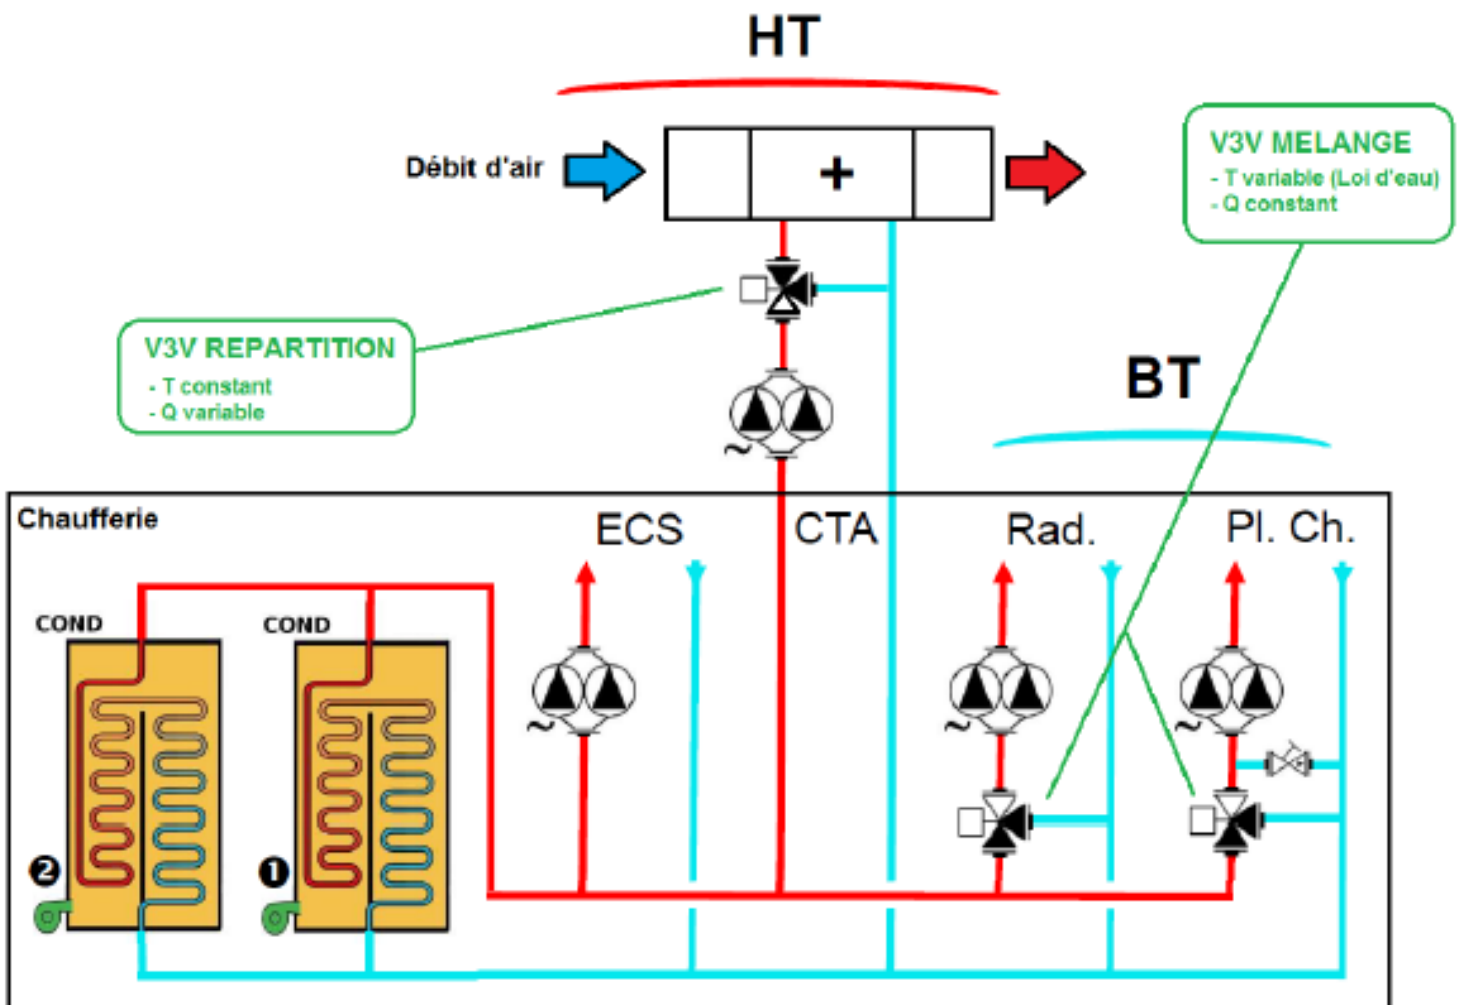 HT
Débit d'air
+
V3V MELANGE
- T variable (Loi d'eau)
- Q constant
V3V REPARTITION
- T constant
- Q variable
BT
Chaufferie
ECS
CTA
Rad.
Pl. Ch.
COND
COND
~
~
~
~
2
1